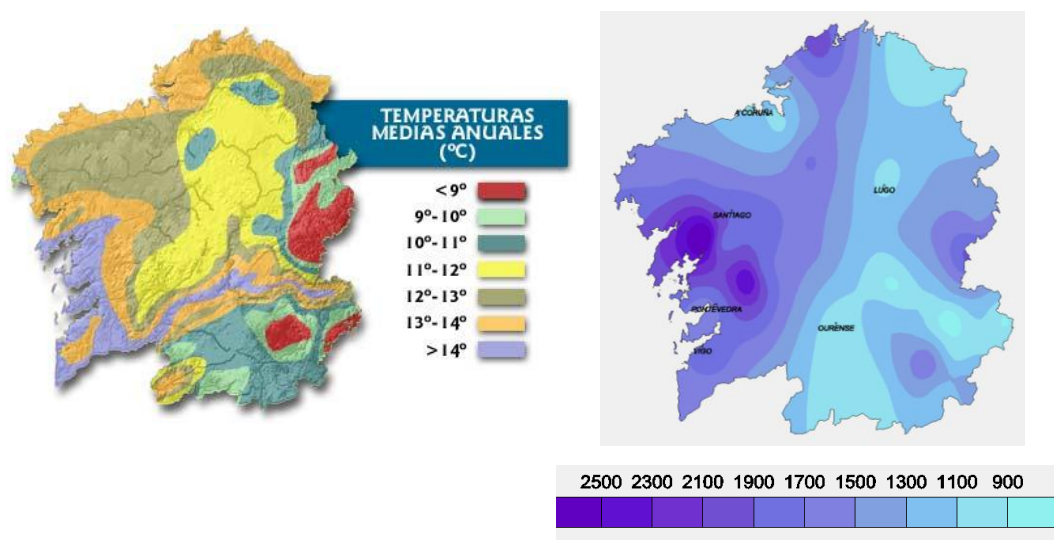 TEMPERATURAS
MEDIAS ANUALES
(ºC)
<9º
9º-10º
10º-11º
11º-12º
12º-13º
13º-14º
>14º
A CORUÑA
LUGO
SANTIAGO
PONTEVEDRA
OURENSE
VIGO
2500 2300 2100 1900 1700 1500 1300 1100 900